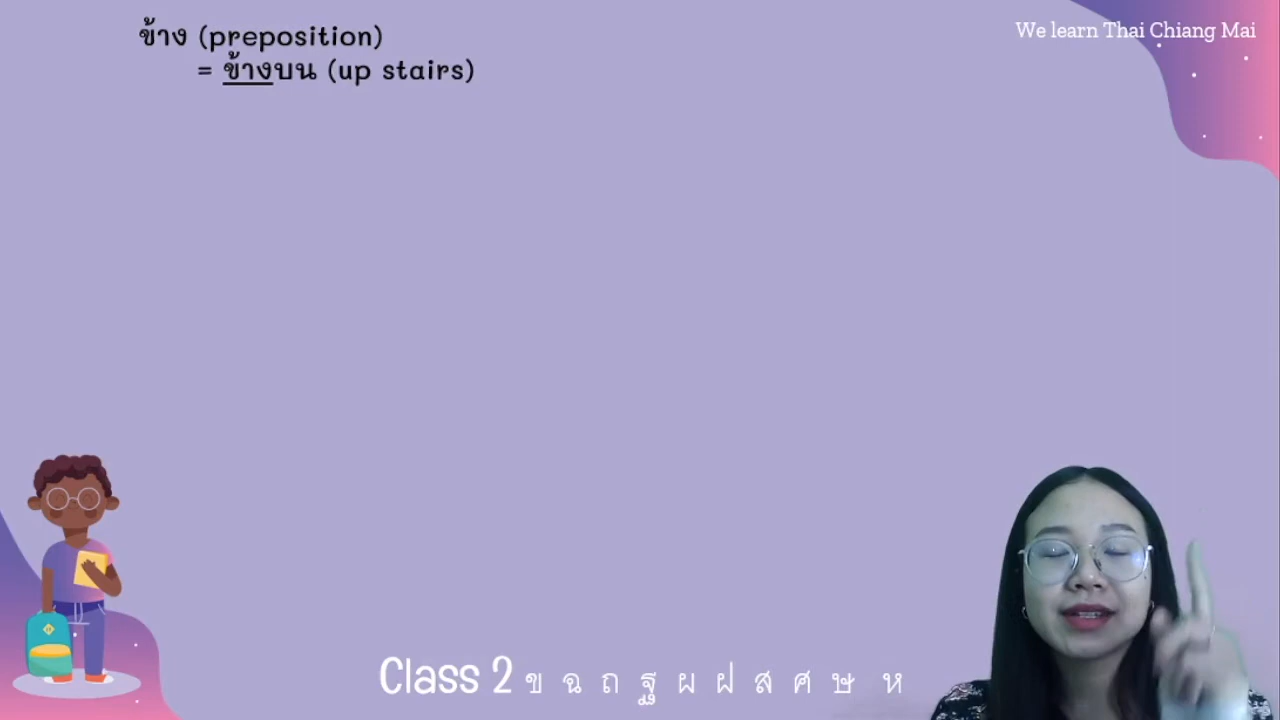 ข้าง (preposition)
We learn Thai Chiang Mai
= ข้างบน (up stairs)
Class 2 ข ฉ ถ ฐ ผ ฝ ส ศ ษ ห